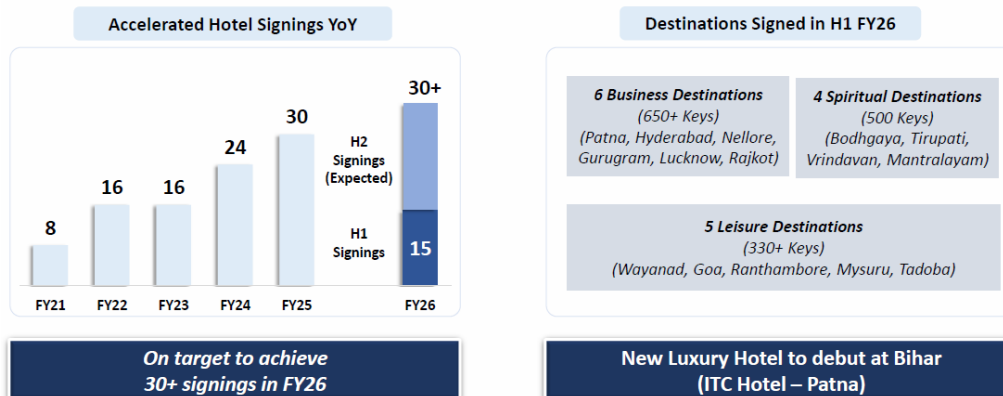 Accelerated Hotel Signings YoY
30+
30
24
16
16
8
H2
Signings
(Expected)
H1
Signings
15
FY21
FY22
FY23
FY24
FY25
FY26
On target to achieve
30+ signings in FY26
Destinations Signed in H1 FY26
6 Business Destinations
(650+ Keys)
(Patna, Hyderabad, Nellore,
Gurugram, Lucknow, Rajkot)
4 Spiritual Destinations
(500 Keys)
(Bodhgaya, Tirupati,
Vrindavan, Mantralayam)
5 Leisure Destinations
(330+ Keys)
(Wayanad, Goa, Ranthambore, Mysuru, Tadoba)
New Luxury Hotel to debut at Bihar
(ITC Hotel – Patna)